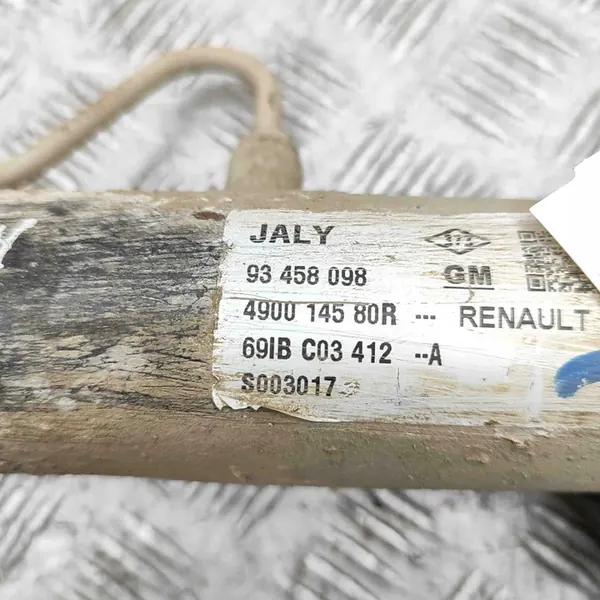 JALY
93 458 098 GM
4900 145 80R --- RENAULT
69IB C03 412 --A
S003017